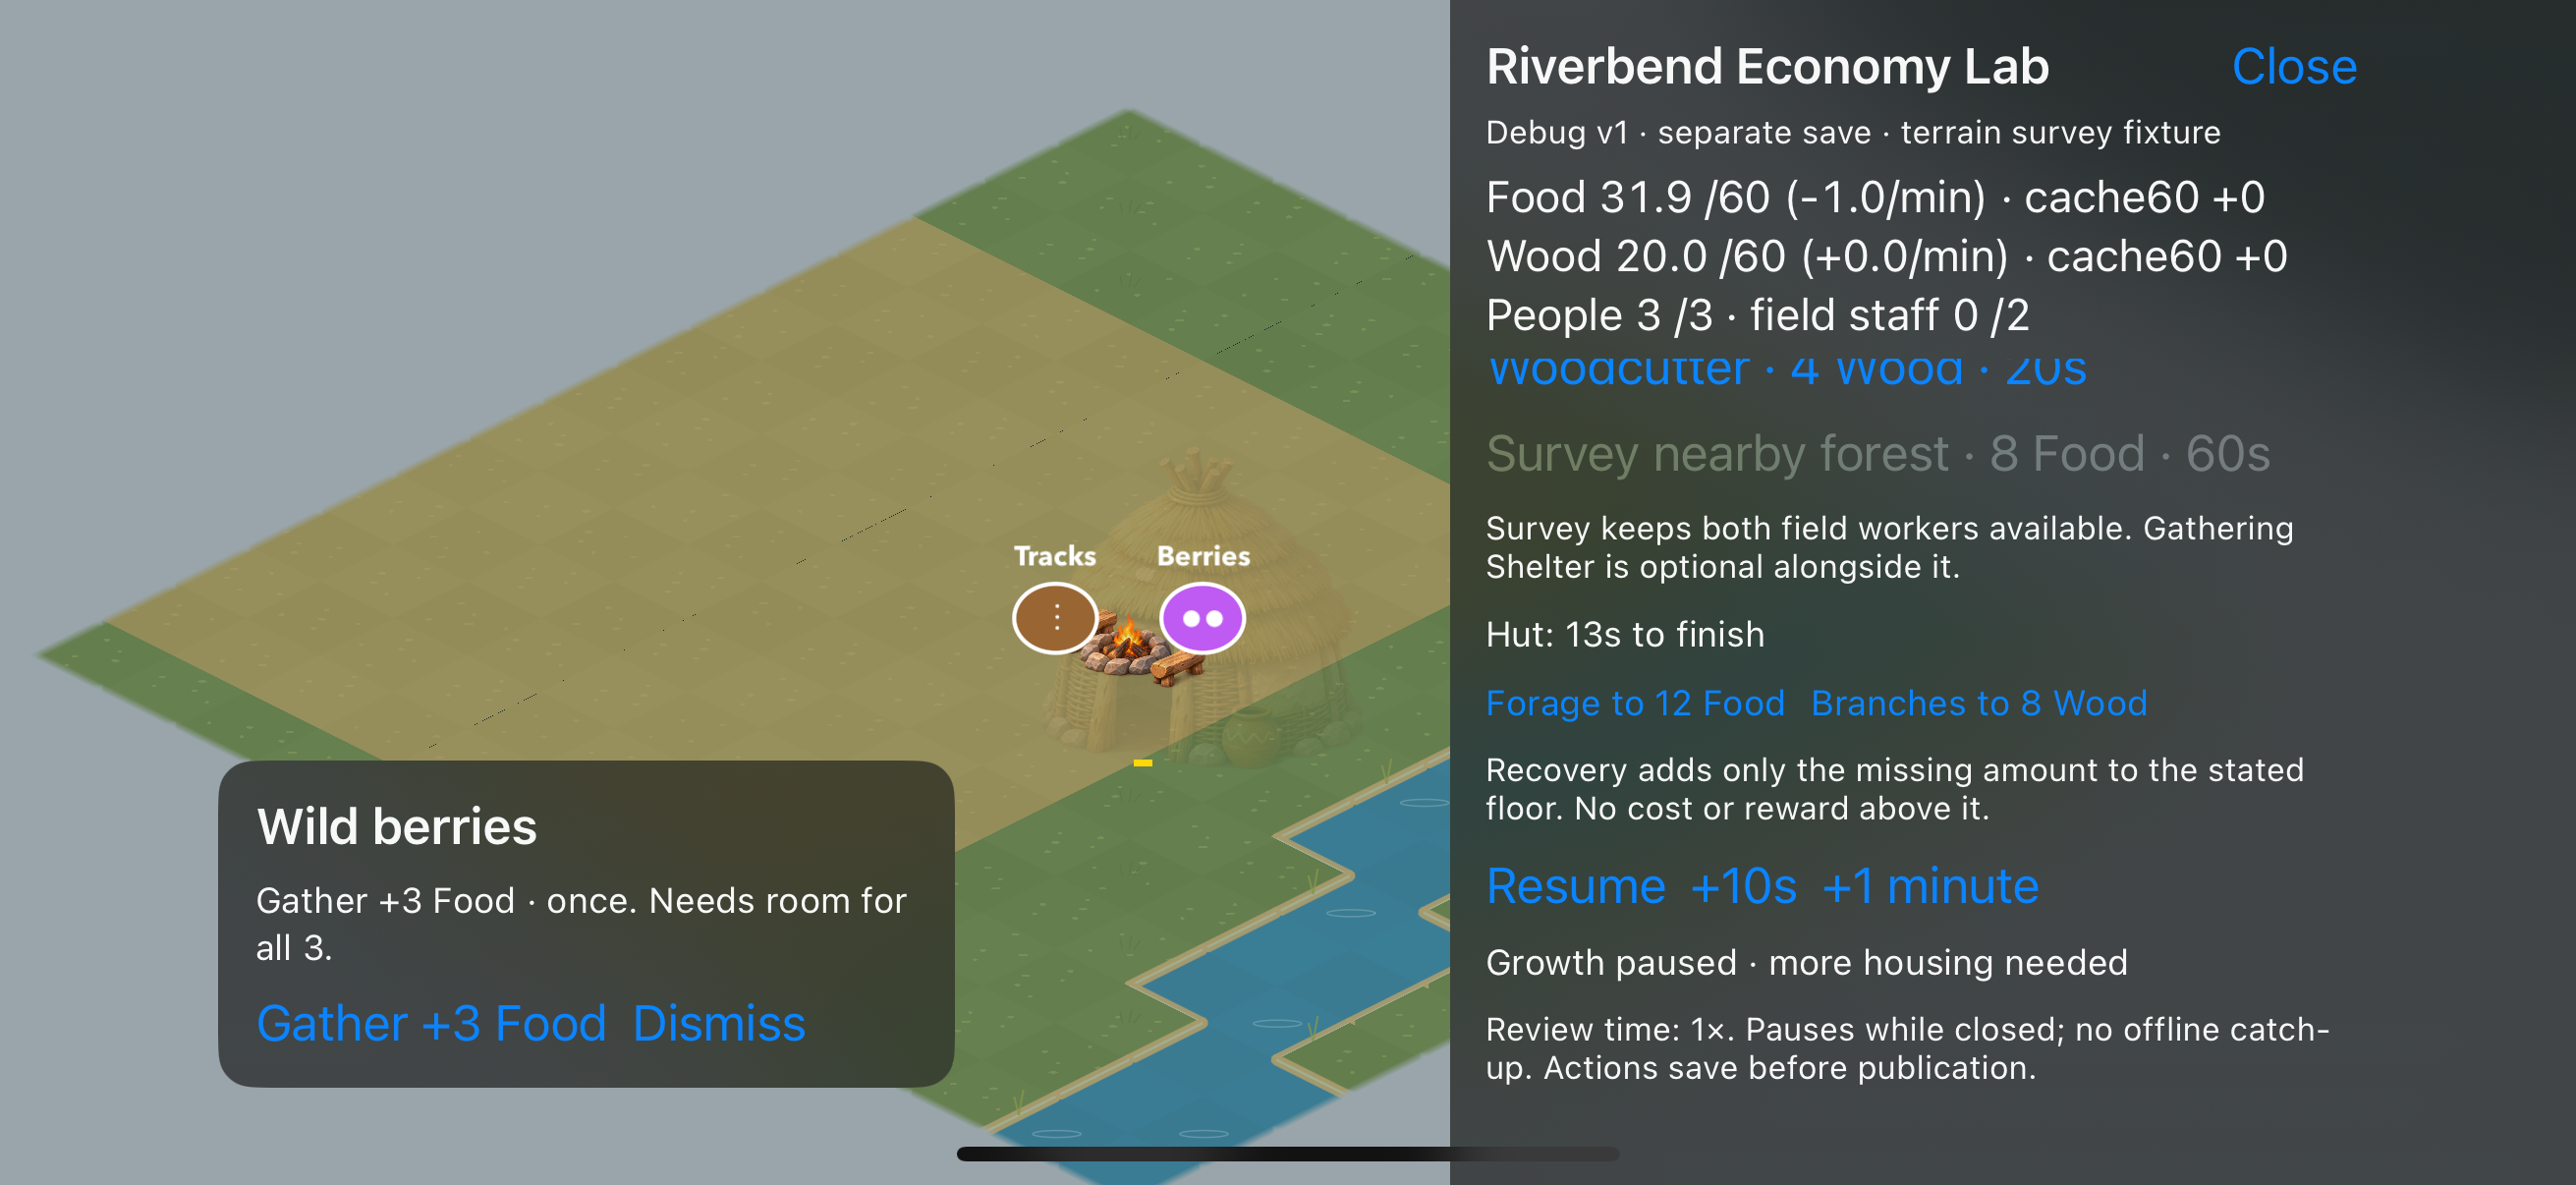 Riverbend Economy Lab
Close
Debug v1 · separate save · terrain survey fixture
Food 31.9 /60 (-1.0/min) · cache60 +0
Wood 20.0 /60 (+0.0/min) · cache60 +0
People 3 /3 · field staff 0 /2
Woodcutter · 4 Wood · 20s
Survey nearby forest · 8 Food · 60s
Survey keeps both field workers available. Gathering
Shelter is optional alongside it.
Hut: 13s to finish
Forage to 12 Food Branches to 8 Wood
Recovery adds only the missing amount to the stated
floor. No cost or reward above it.
Resume +10s +1 minute
Growth paused · more housing needed
Review time: 1×. Pauses while closed; no offline catch-
up. Actions save before publication.
Tracks
Berries
Wild berries
Gather +3 Food · once. Needs room for
all 3.
Gather +3 Food Dismiss